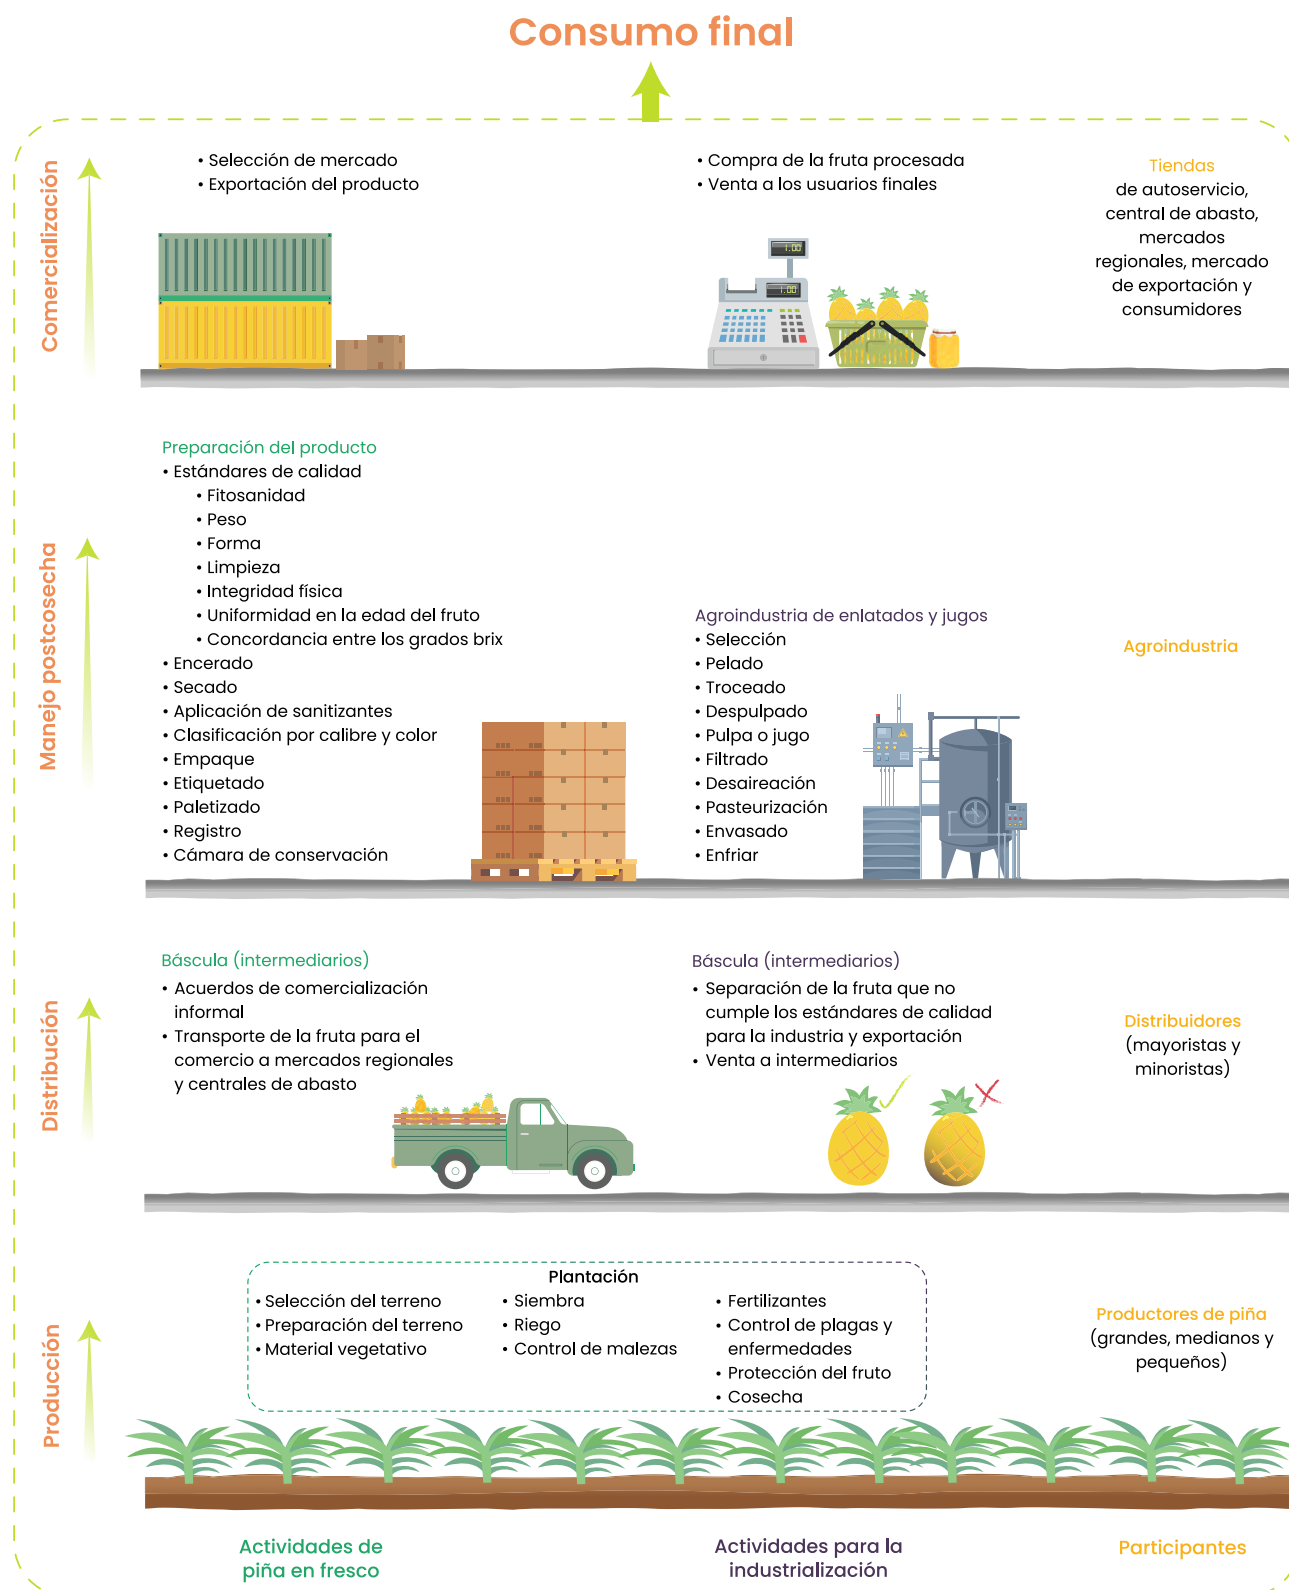 Consumo final
Comercialización
• Selección de mercado
• Exportación del producto
• Compra de la fruta procesada
• Venta a los usuarios finales
Tiendas
de autoservicio,
central de abasto,
mercados
regionales, mercado
de exportación y
consumidores
1.00
1.00
Manejo postcosecha
Preparación del producto
• Estándares de calidad
• Fitosanidad
• Peso
• Forma
• Limpieza
• Integridad física
• Uniformidad en la edad del fruto
• Concordancia entre los grados brix
• Encerado
• Secado
• Aplicación de sanitizantes
• Clasificación por calibre y color
• Empaque
• Etiquetado
• Paletizado
• Registro
• Cámara de conservación
Agroindustria de enlatados y jugos
• Selección
• Pelado
• Troceado
• Despulpado
• Pulpa o jugo
• Filtrado
• Desaireación
• Pasteurización
• Envasado
• Enfriar
Agroindustria
Distribución
Báscula (intermediarios)
• Acuerdos de comercialización
informal
• Transporte de la fruta para el
comercio a mercados regionales
y centrales de abasto
Báscula (intermediarios)
• Separación de la fruta que no
cumple los estándares de calidad
para la industria y exportación
• Venta a intermediarios
Distribuidores
(mayoristas y
minoristas)
Producción
Plantación
• Selección del terreno
• Preparación del terreno
• Material vegetativo
• Siembra
• Riego
• Control de malezas
• Fertilizantes
• Control de plagas y
enfermedades
• Protección del fruto
• Cosecha
Productores de piña
(grandes, medianos y
pequeños)
Actividades de
piña en fresco
Actividades para la
industrialización
Participantes